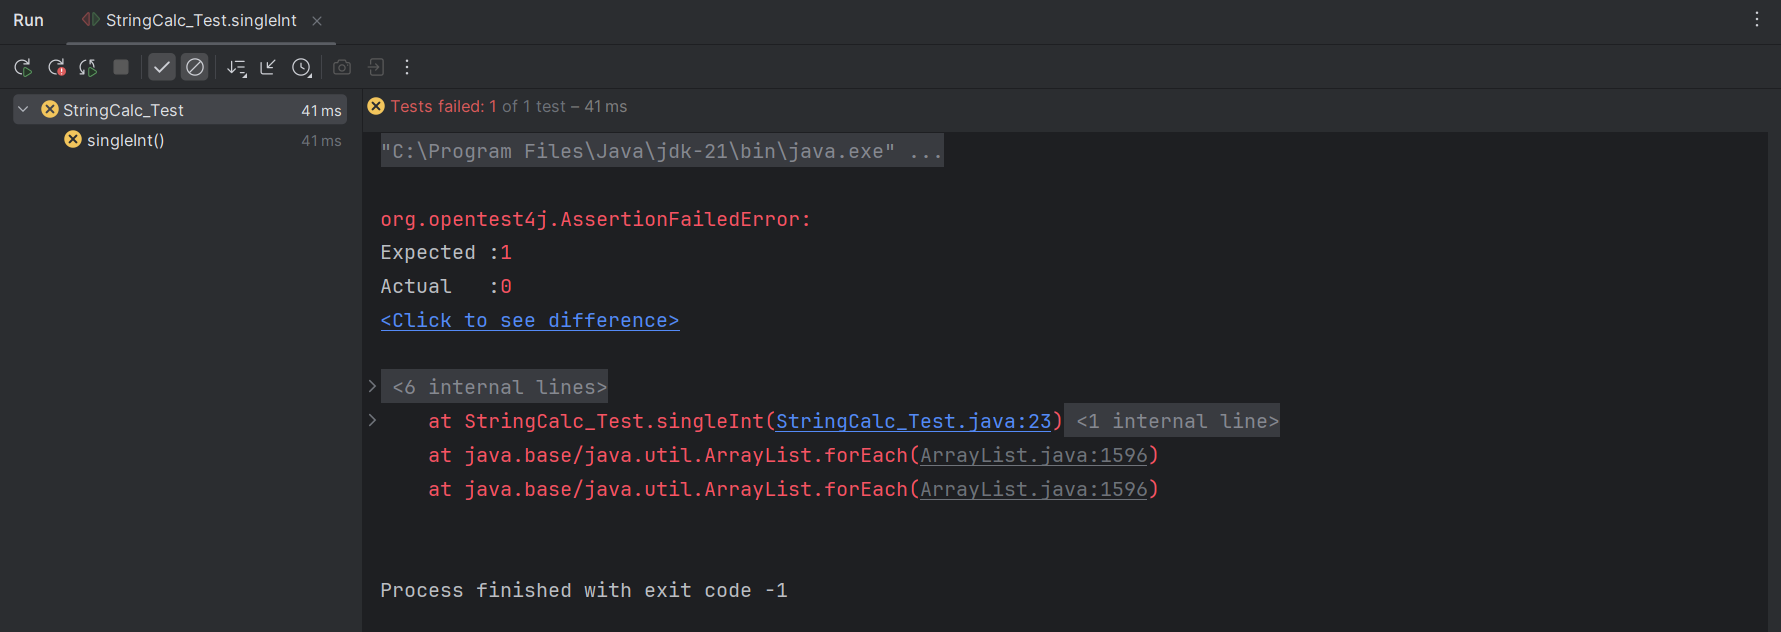 Run StringCalc_Test.singleInt
StringCalc_Test 41 ms
singleInt() 41 ms
Tests failed: 1 of 1 test – 41 ms
"C:\Program Files\Java\jdk-21\bin\java.exe" ...
org.opentest4j.AssertionFailedError:
Expected :1
Actual   :0
<Click to see difference>
<6 internal lines>
at StringCalc_Test.singleInt(StringCalc_Test.java:23) <1 internal line>
at java.base/java.util.ArrayList.forEach(ArrayList.java:1596)
at java.base/java.util.ArrayList.forEach(ArrayList.java:1596)
Process finished with exit code -1